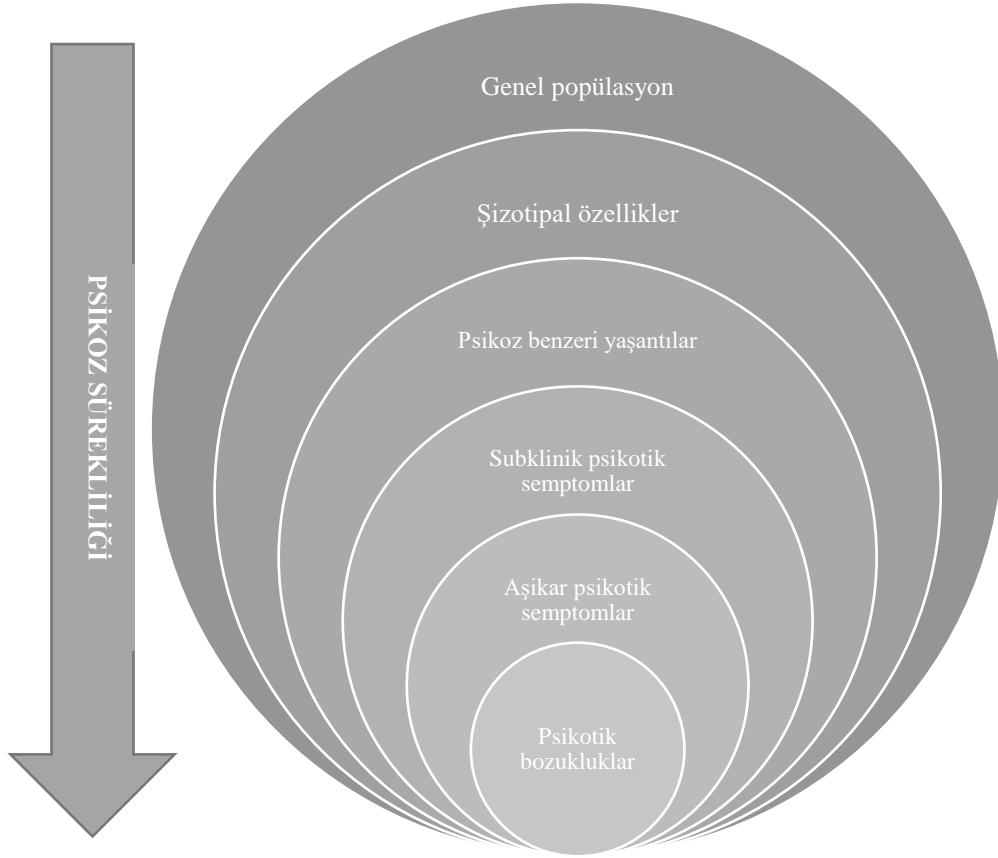 PSİKOZ SÜREKLİLİĞİ
Genel popülasyon
Şizotipal özellikler
Psikoz benzeri yaşantılar
Subklinik psikotik
semptomlar
Aşikar psikotik
semptomlar
Psikotik
bozukluklar